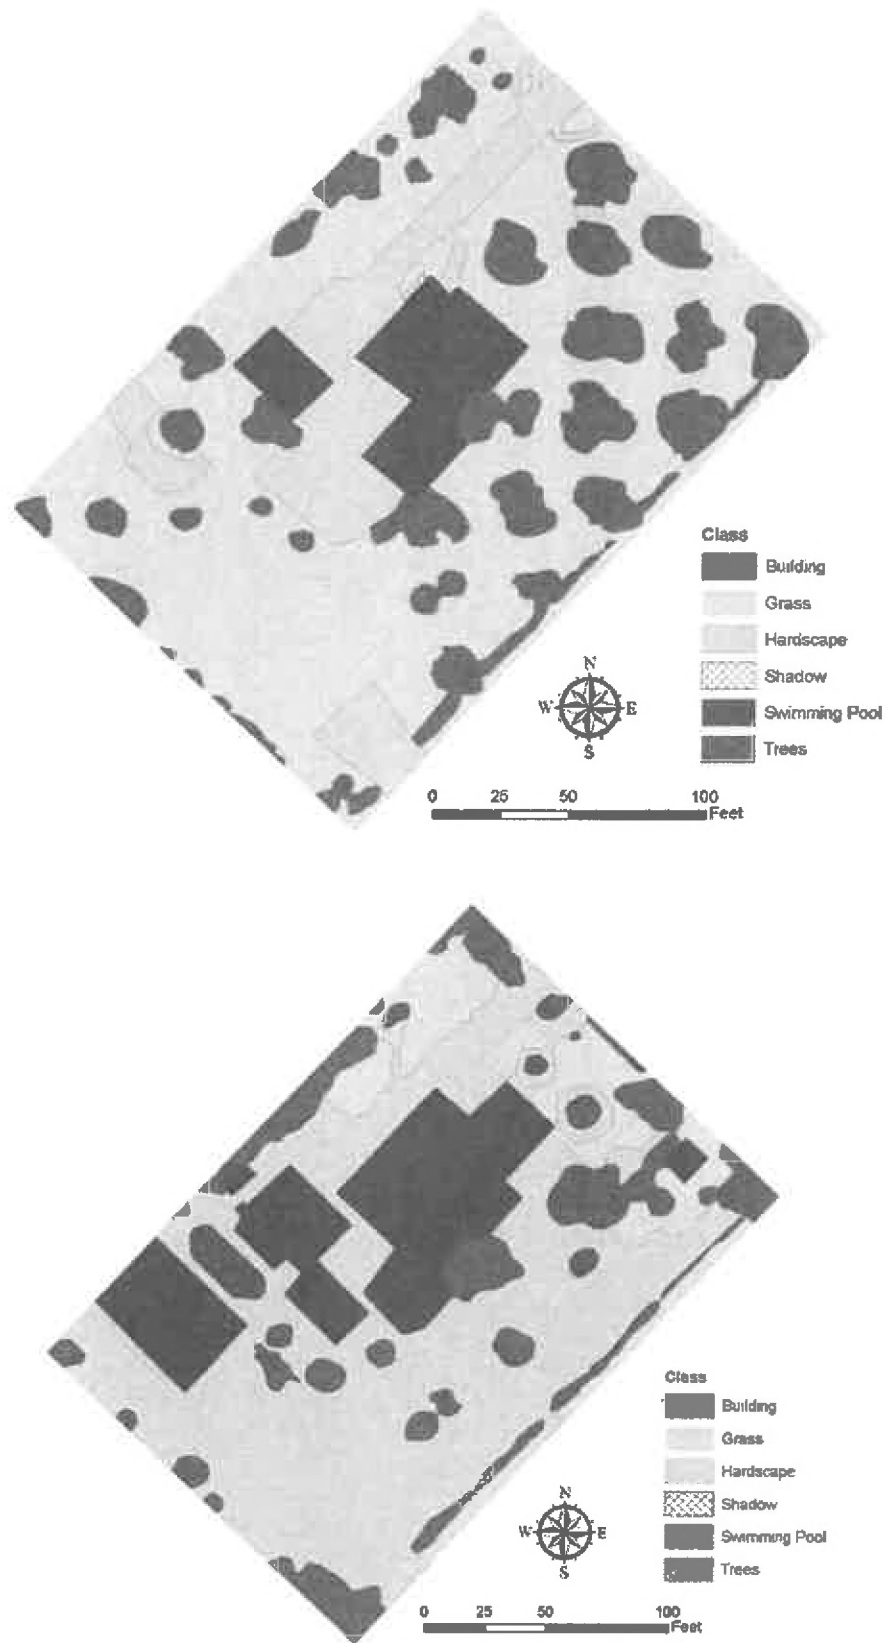 Class
Building
Grass
Hardscape
Shadow
Swimming Pool
Trees
N
W E
S
0 25 50 100
Feet
Class
Building
Grass
Hardscape
Shadow
Swimming Pool
Trees
N
W E
S
0 25 50 100
Feet